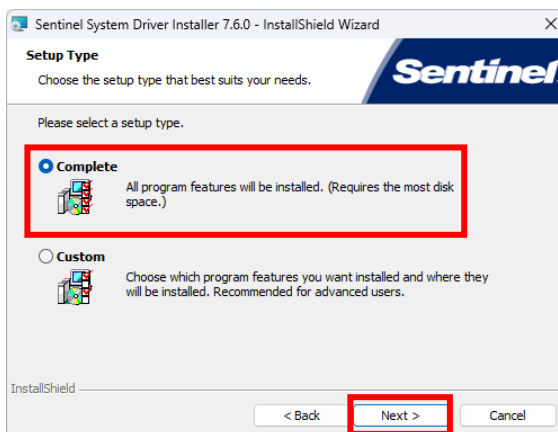 Sentinel System Driver Installer 7.6.0 - InstallShield Wizard
Setup Type
Choose the setup type that best suits your needs.
Sentinel
Please select a setup type.
Complete
All program features will be installed. (Requires the most disk
space.)
Custom
Choose which program features you want installed and where they
will be installed. Recommended for advanced users.
InstallShield
< Back
Next >
Cancel